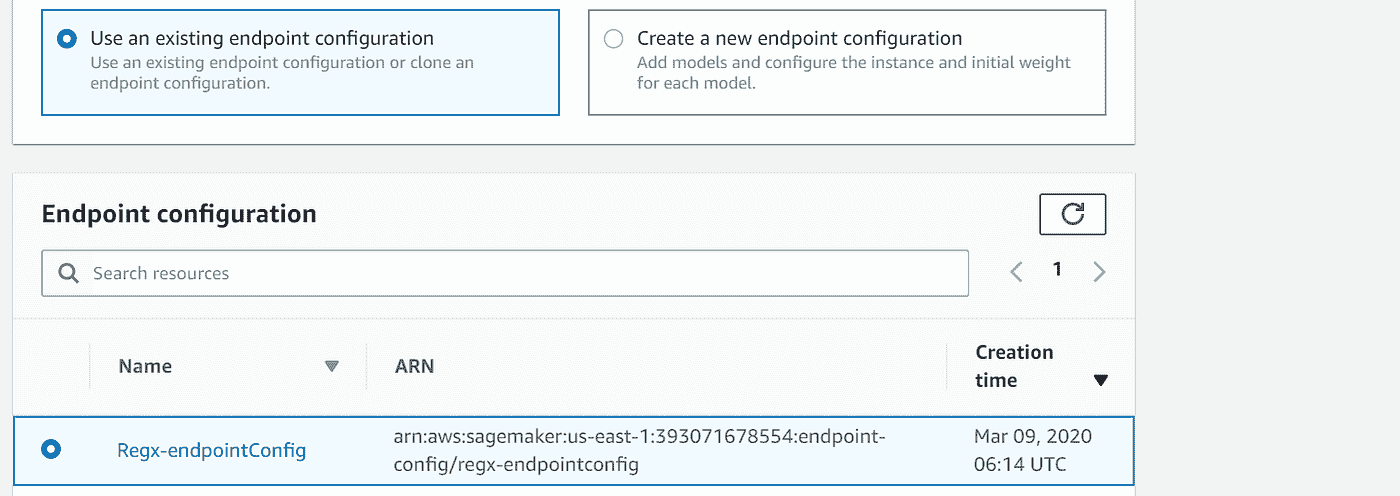 Use an existing endpoint configuration
Use an existing endpoint configuration or clone an
endpoint configuration.
Create a new endpoint configuration
Add models and configure the instance and initial weight
for each model.
Endpoint configuration
Search resources
1
Name
ARN
Creation
time
Regx-endpointConfig
arn:aws:sagemaker:us-east-1:393071678554:endpoint-
config/regx-endpointconfig
Mar 09, 2020
06:14 UTC